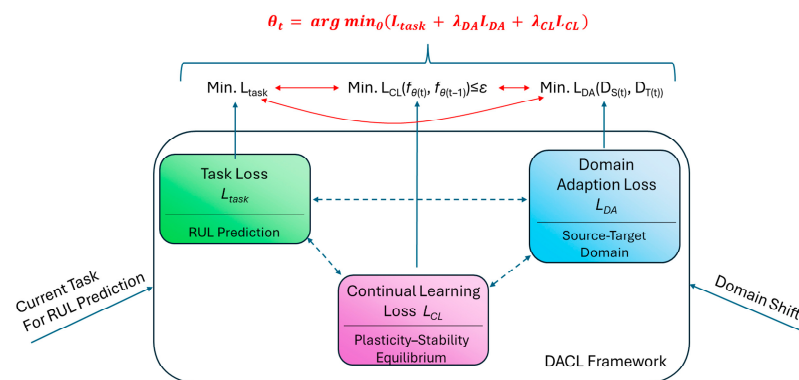 θt = arg min0(Ltask + λDALDA + λCLLCL)
Min. Ltask
Min. LCL(fθ(t), fθ(t−1))≤ε
Min. LDA(DS(t), DT(t))
Task Loss
Ltask
RUL Prediction
Domain
Adaption Loss
LDA
Source-Target
Domain
Continual Learning
Loss LCL
Plasticity–Stability
Equilibrium
Current Task
For RUL Prediction
Domain Shift
DACL Framework